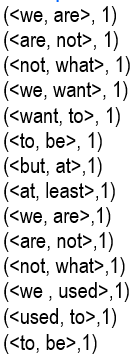 (<we, are>, 1)
(<are, not>, 1)
(<not, what>, 1)
(<we, want>, 1)
(<want, to>, 1)
(<to, be>, 1)
(<but, at>,1)
(<at, least>,1)
(<we, are>,1)
(<are, not>,1)
(<not, what>,1)
(<we , used>,1)
(<used, to>,1)
(<to, be>,1)